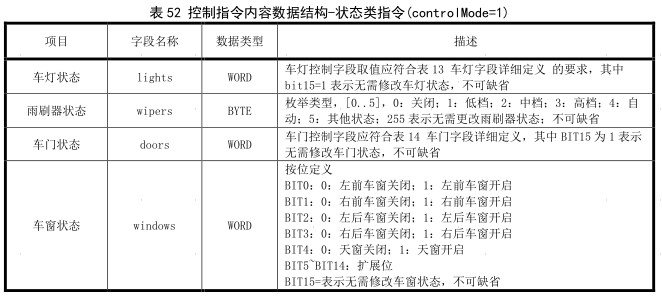 表 52 控制指令内容数据结构-状态类指令(controlMode=1)
项目 字段名称 数据类型 描述
车灯状态 lights WORD 车灯控制字段取值应符合表 13 车灯字段详细定义 的要求，其中
bit15=1 表示无需修改车灯状态，不可缺省
雨刷器状态 wipers BYTE 枚举类型，[0..5]，0：关闭；1：低档；2：中档；3：高档；4：自
动；5：其他状态；255 表示无需更改雨刷器状态；不可缺省
车门状态 doors WORD 车门控制字段应符合表 14 车门字段详细定义，其中 BIT15 为 1 表示
无需修改车门状态，不可缺省
车窗状态 windows WORD 按位定义
BIT0：0：左前车窗关闭；1：左前车窗开启
BIT1：0：右前车窗关闭；1：右前车窗开启
BIT2：0：左后车窗关闭；1：左后车窗开启
BIT3：0：右后车窗关闭；1：右后车窗开启
BIT4：0：天窗关闭；1：天窗开启
BIT5~BIT14：扩展位
BIT15=表示无需修改车窗状态，不可缺省